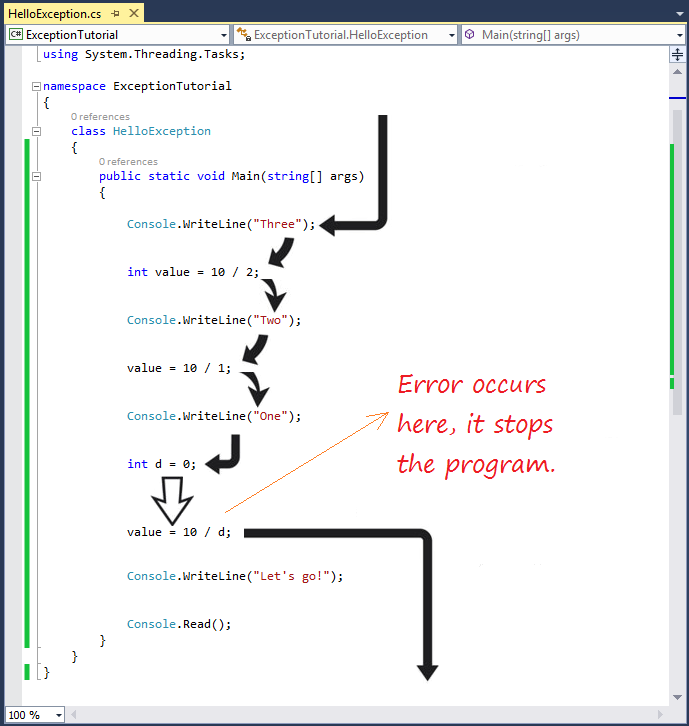 HelloException.cs
C# ExceptionTutorial ExceptionTutorial.HelloException Main(string[] args)
using System.Threading.Tasks;
namespace ExceptionTutorial
{
0 references
class HelloException
{
0 references
public static void Main(string[] args)
{
Console.WriteLine("Three");
int value = 10 / 2;
Console.WriteLine("Two");
value = 10 / 1;
Error occurs
here, it stops
the program.
Console.WriteLine("One");
int d = 0;
value = 10 / d;
Console.WriteLine("Let's go!");
Console.Read();
}
}
}
100 %